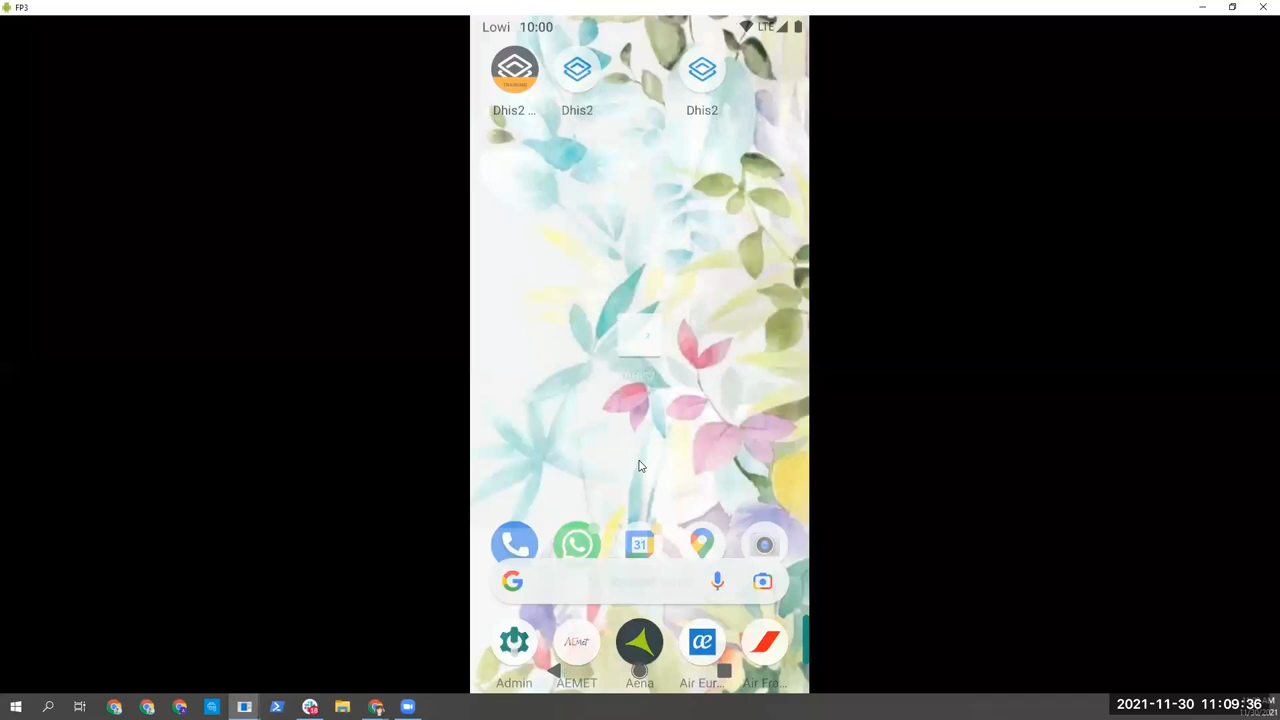 FP3
Lowi 10:00
LTE
TRAINING
Dhis2 ...
Dhis2
Dhis2
31
Admin
AEMET
Aena
Air Eur...
Air Fra...
2021-11-30 11:09:36